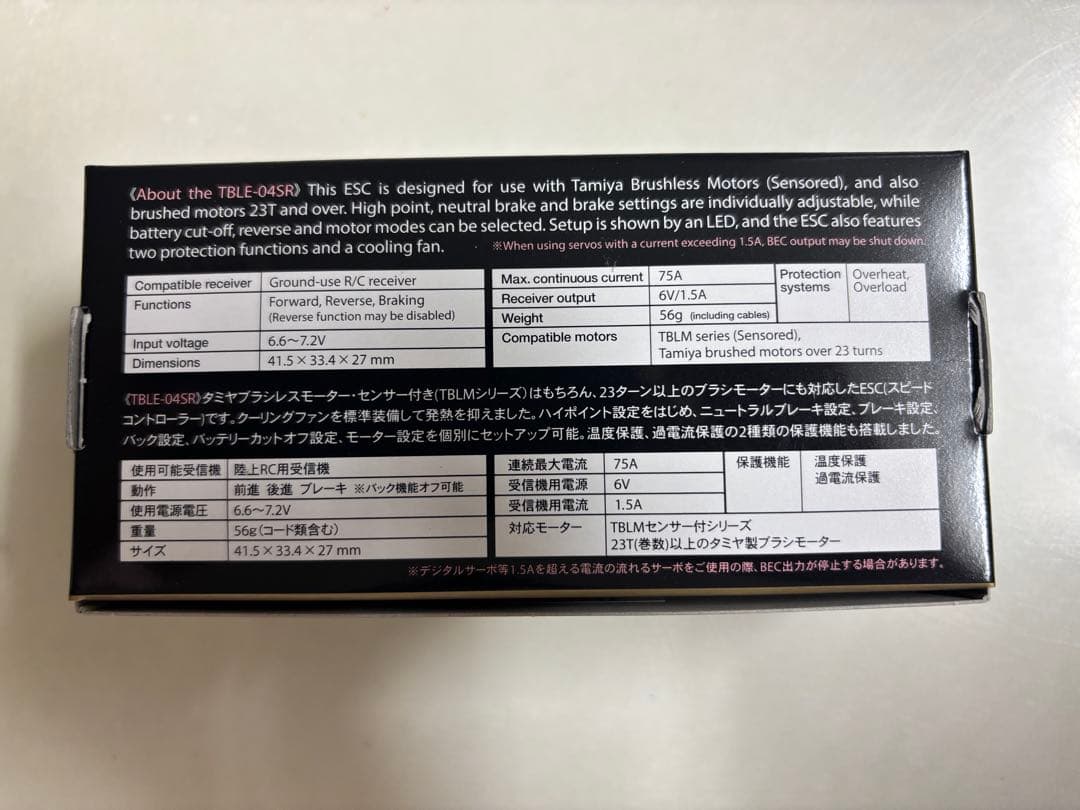 《About the TBLE-04SR》 This ESC is designed for use with Tamiya Brushless Motors (Sensored), and also
brushed motors 23T and over. High point, neutral brake and brake settings are individually adjustable, while
battery cut-off, reverse and motor modes can be selected. Setup is shown by an LED, and the ESC also features
two protection functions and a cooling fan. ※When using servos with a current exceeding 1.5A, BEC output may be shut down.
Compatible receiver Ground-use R/C receiver
Functions Forward, Reverse, Braking
(Reverse function may be disabled)
Input voltage 6.6〜7.2V
Dimensions 41.5×33.4×27 mm
Max. continuous current 75A
Receiver output 6V/1.5A
Weight 56g (including cables)
Protection Overheat,
systems Overload
Compatible motors TBLM series (Sensored),
Tamiya brushed motors over 23 turns
《TBLE-04SR》タミヤブラシレスモーター・センサー付き(TBLMシリーズ)はもちろん、23ターン以上のブラシモーターにも対応したESC(スピード
コントローラー)です。クーリングファンを標準装備して発熱を抑えました。ハイポイント設定をはじめ、ニュートラルブレーキ設定、ブレーキ設定、
バック設定、バッテリーカットオフ設定、モーター設定を個別にセットアップ可能。温度保護、過電流保護の2種類の保護機能も搭載しました。
使用可能受信機 陸上RC用受信機
動作 前進 後進 ブレーキ ※バック機能オフ可能
使用電源電圧 6.6〜7.2V
重量 56g(コード類含む)
サイズ 41.5×33.4×27 mm
連続最大電流 75A
受信機用電源 6V
受信機用電流 1.5A
保護機能 温度保護
過電流保護
対応モーター TBLMセンサー付シリーズ
23T(巻数)以上のタミヤ製ブラシモーター
※デジタルサーボ等1.5Aを超える電流の流れるサーボをご使用の際、BEC出力が停止する場合があります。